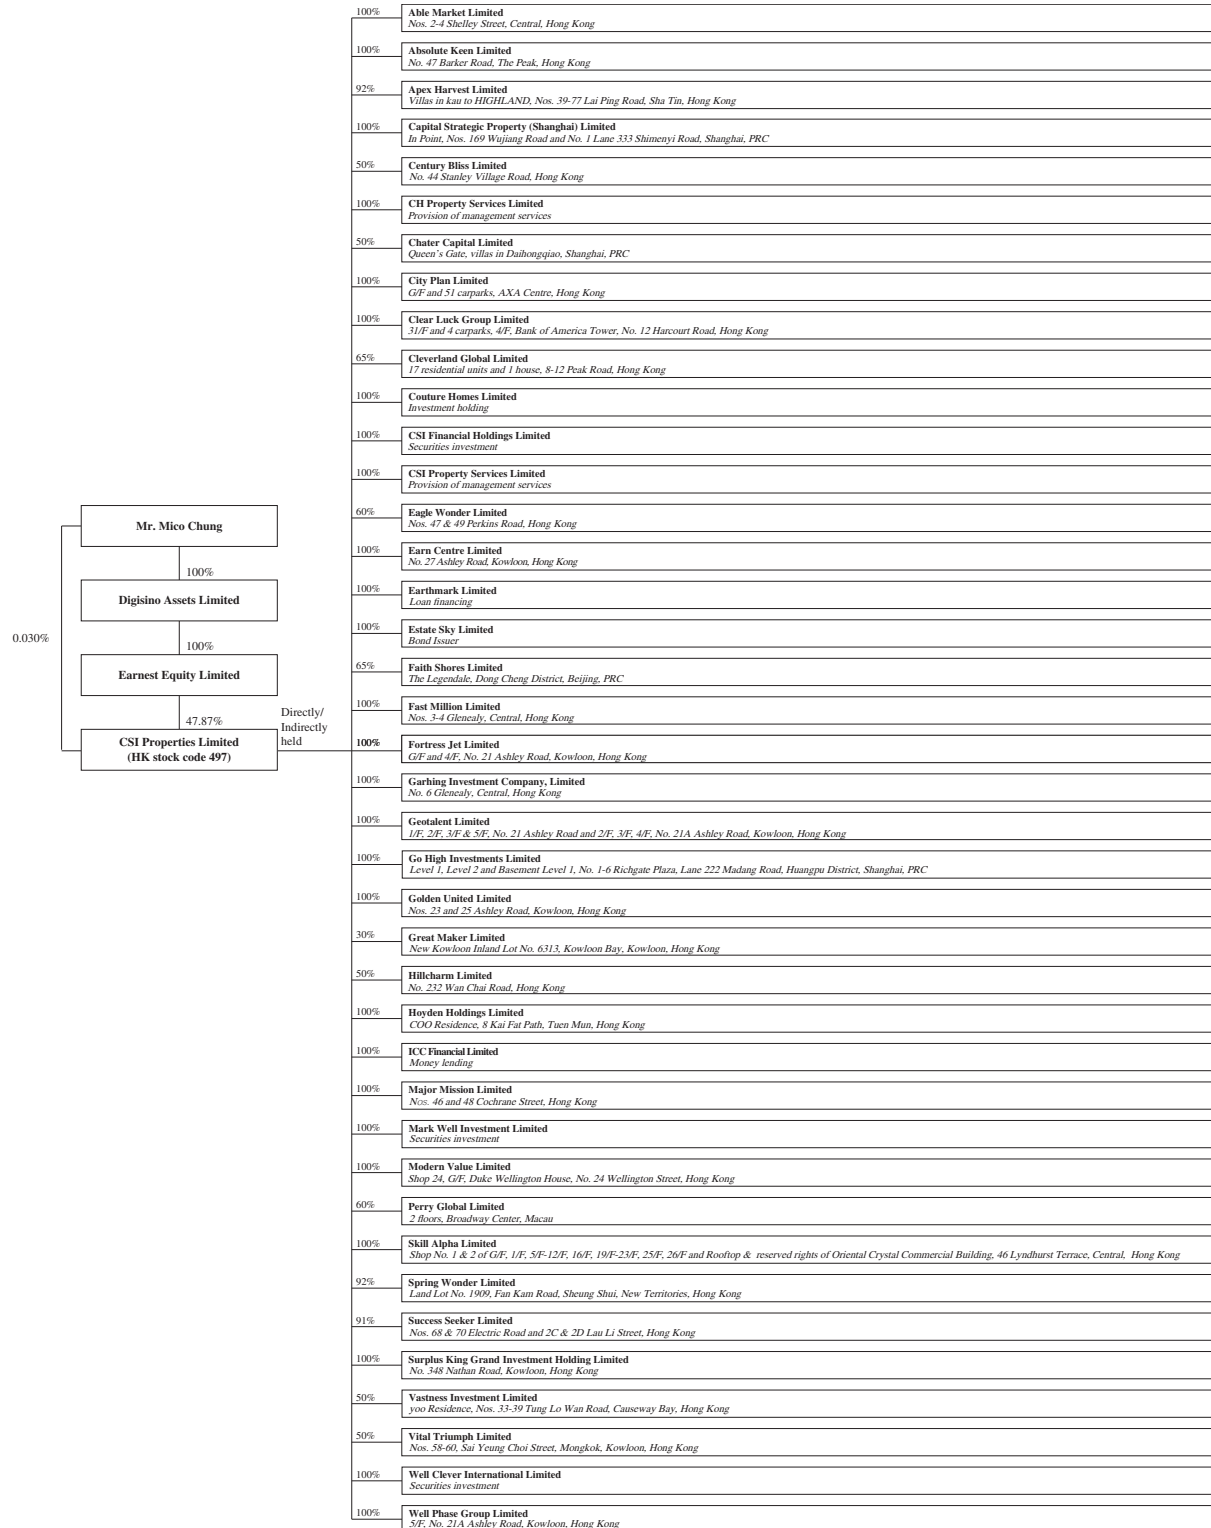 100%
Able Market Limited
Nos. 2-4 Shelley Street, Central, Hong Kong
100%
Absolute Keen Limited
No. 47 Barker Road, The Peak, Hong Kong
92%
Apex Harvest Limited
Villas in kau to HIGHLAND, Nos. 39-77 Lai Ping Road, Sha Tin, Hong Kong
100%
Capital Strategic Property (Shanghai) Limited
In Point, Nos. 169 Wujiang Road and No. 1 Lane 333 Shimenyi Road, Shanghai, PRC
50%
Century Bliss Limited
No. 44 Stanley Village Road, Hong Kong
100%
CH Property Services Limited
Provision of management services
50%
Chater Capital Limited
Queen's Gate, villas in Daihongqiao, Shanghai, PRC
100%
City Plan Limited
G/F and 51 carparks, AXA Centre, Hong Kong
100%
Clear Luck Group Limited
31/F and 4 carparks, 4/F, Bank of America Tower, No. 12 Harcourt Road, Hong Kong
65%
Cleverland Global Limited
17 residential units and 1 house, 8-12 Peak Road, Hong Kong
100%
Couture Homes Limited
Investment holding
100%
CSI Financial Holdings Limited
Securities investment
100%
CSI Property Services Limited
Provision of management services
60%
Eagle Wonder Limited
Nos. 47 & 49 Perkins Road, Hong Kong
100%
Earn Centre Limited
No. 27 Ashley Road, Kowloon, Hong Kong
100%
Earthmark Limited
Loan financing
100%
Estate Sky Limited
Bond Issuer
65%
Faith Shores Limited
The Legendale, Dong Cheng District, Beijing, PRC
100%
Fast Million Limited
Nos. 3-4 Glenealy, Central, Hong Kong
Mr. Mico Chung
100%
Digisino Assets Limited
0.030%
100%
Earnest Equity Limited
47.87%
CSI Properties Limited
(HK stock code 497)
Directly/
Indirectly
held
100%
Fortress Jet Limited
G/F and 4/F, No. 21 Ashley Road, Kowloon, Hong Kong
100%
Garhing Investment Company, Limited
No. 6 Glenealy, Central, Hong Kong
100%
Geotalent Limited
1/F, 2/F, 3/F & 5/F, No. 21 Ashley Road and 2/F, 3/F, 4/F, No. 21A Ashley Road, Kowloon, Hong Kong
100%
Go High Investments Limited
Level 1, Level 2 and Basement Level 1, No. 1-6 Richgate Plaza, Lane 222 Madang Road, Huangpu District, Shanghai, PRC
100%
Golden United Limited
Nos. 23 and 25 Ashley Road, Kowloon, Hong Kong
30%
Great Maker Limited
New Kowloon Inland Lot No. 6313, Kowloon Bay, Kowloon, Hong Kong
50%
Hillcharm Limited
No. 232 Wan Chai Road, Hong Kong
100%
Hoyden Holdings Limited
COO Residence, 8 Kai Fat Path, Tuen Mun, Hong Kong
100%
ICC Financial Limited
Money lending
100%
Major Mission Limited
Nos. 46 and 48 Cochrane Street, Hong Kong
100%
Mark Well Investment Limited
Securities investment
100%
Modern Value Limited
Shop 24, G/F, Duke Wellington House, No. 24 Wellington Street, Hong Kong
60%
Perry Global Limited
2 floors, Broadway Center, Macau
100%
Skill Alpha Limited
Shop No. 1 & 2 of G/F, 1/F, 5/F-12/F, 16/F, 19/F-23/F, 25/F, 26/F and Rooftop & reserved rights of Oriental Crystal Commercial Building, 46 Lyndhurst Terrace, Central, Hong Kong
92%
Spring Wonder Limited
Land Lot No. 1909, Fan Kam Road, Sheung Shui, New Territories, Hong Kong
91%
Success Seeker Limited
Nos. 68 & 70 Electric Road and 2C & 2D Lau Li Street, Hong Kong
100%
Surplus King Grand Investment Holding Limited
No. 348 Nathan Road, Kowloon, Hong Kong
50%
Vastness Investment Limited
yoo Residence, Nos. 33-39 Tung Lo Wan Road, Causeway Bay, Hong Kong
50%
Vital Triumph Limited
Nos. 58-60, Sai Yeung Choi Street, Mongkok, Kowloon, Hong Kong
100%
Well Clever International Limited
Securities investment
100%
Well Phase Group Limited
5/F, No. 21A Ashley Road, Kowloon, Hong Kong